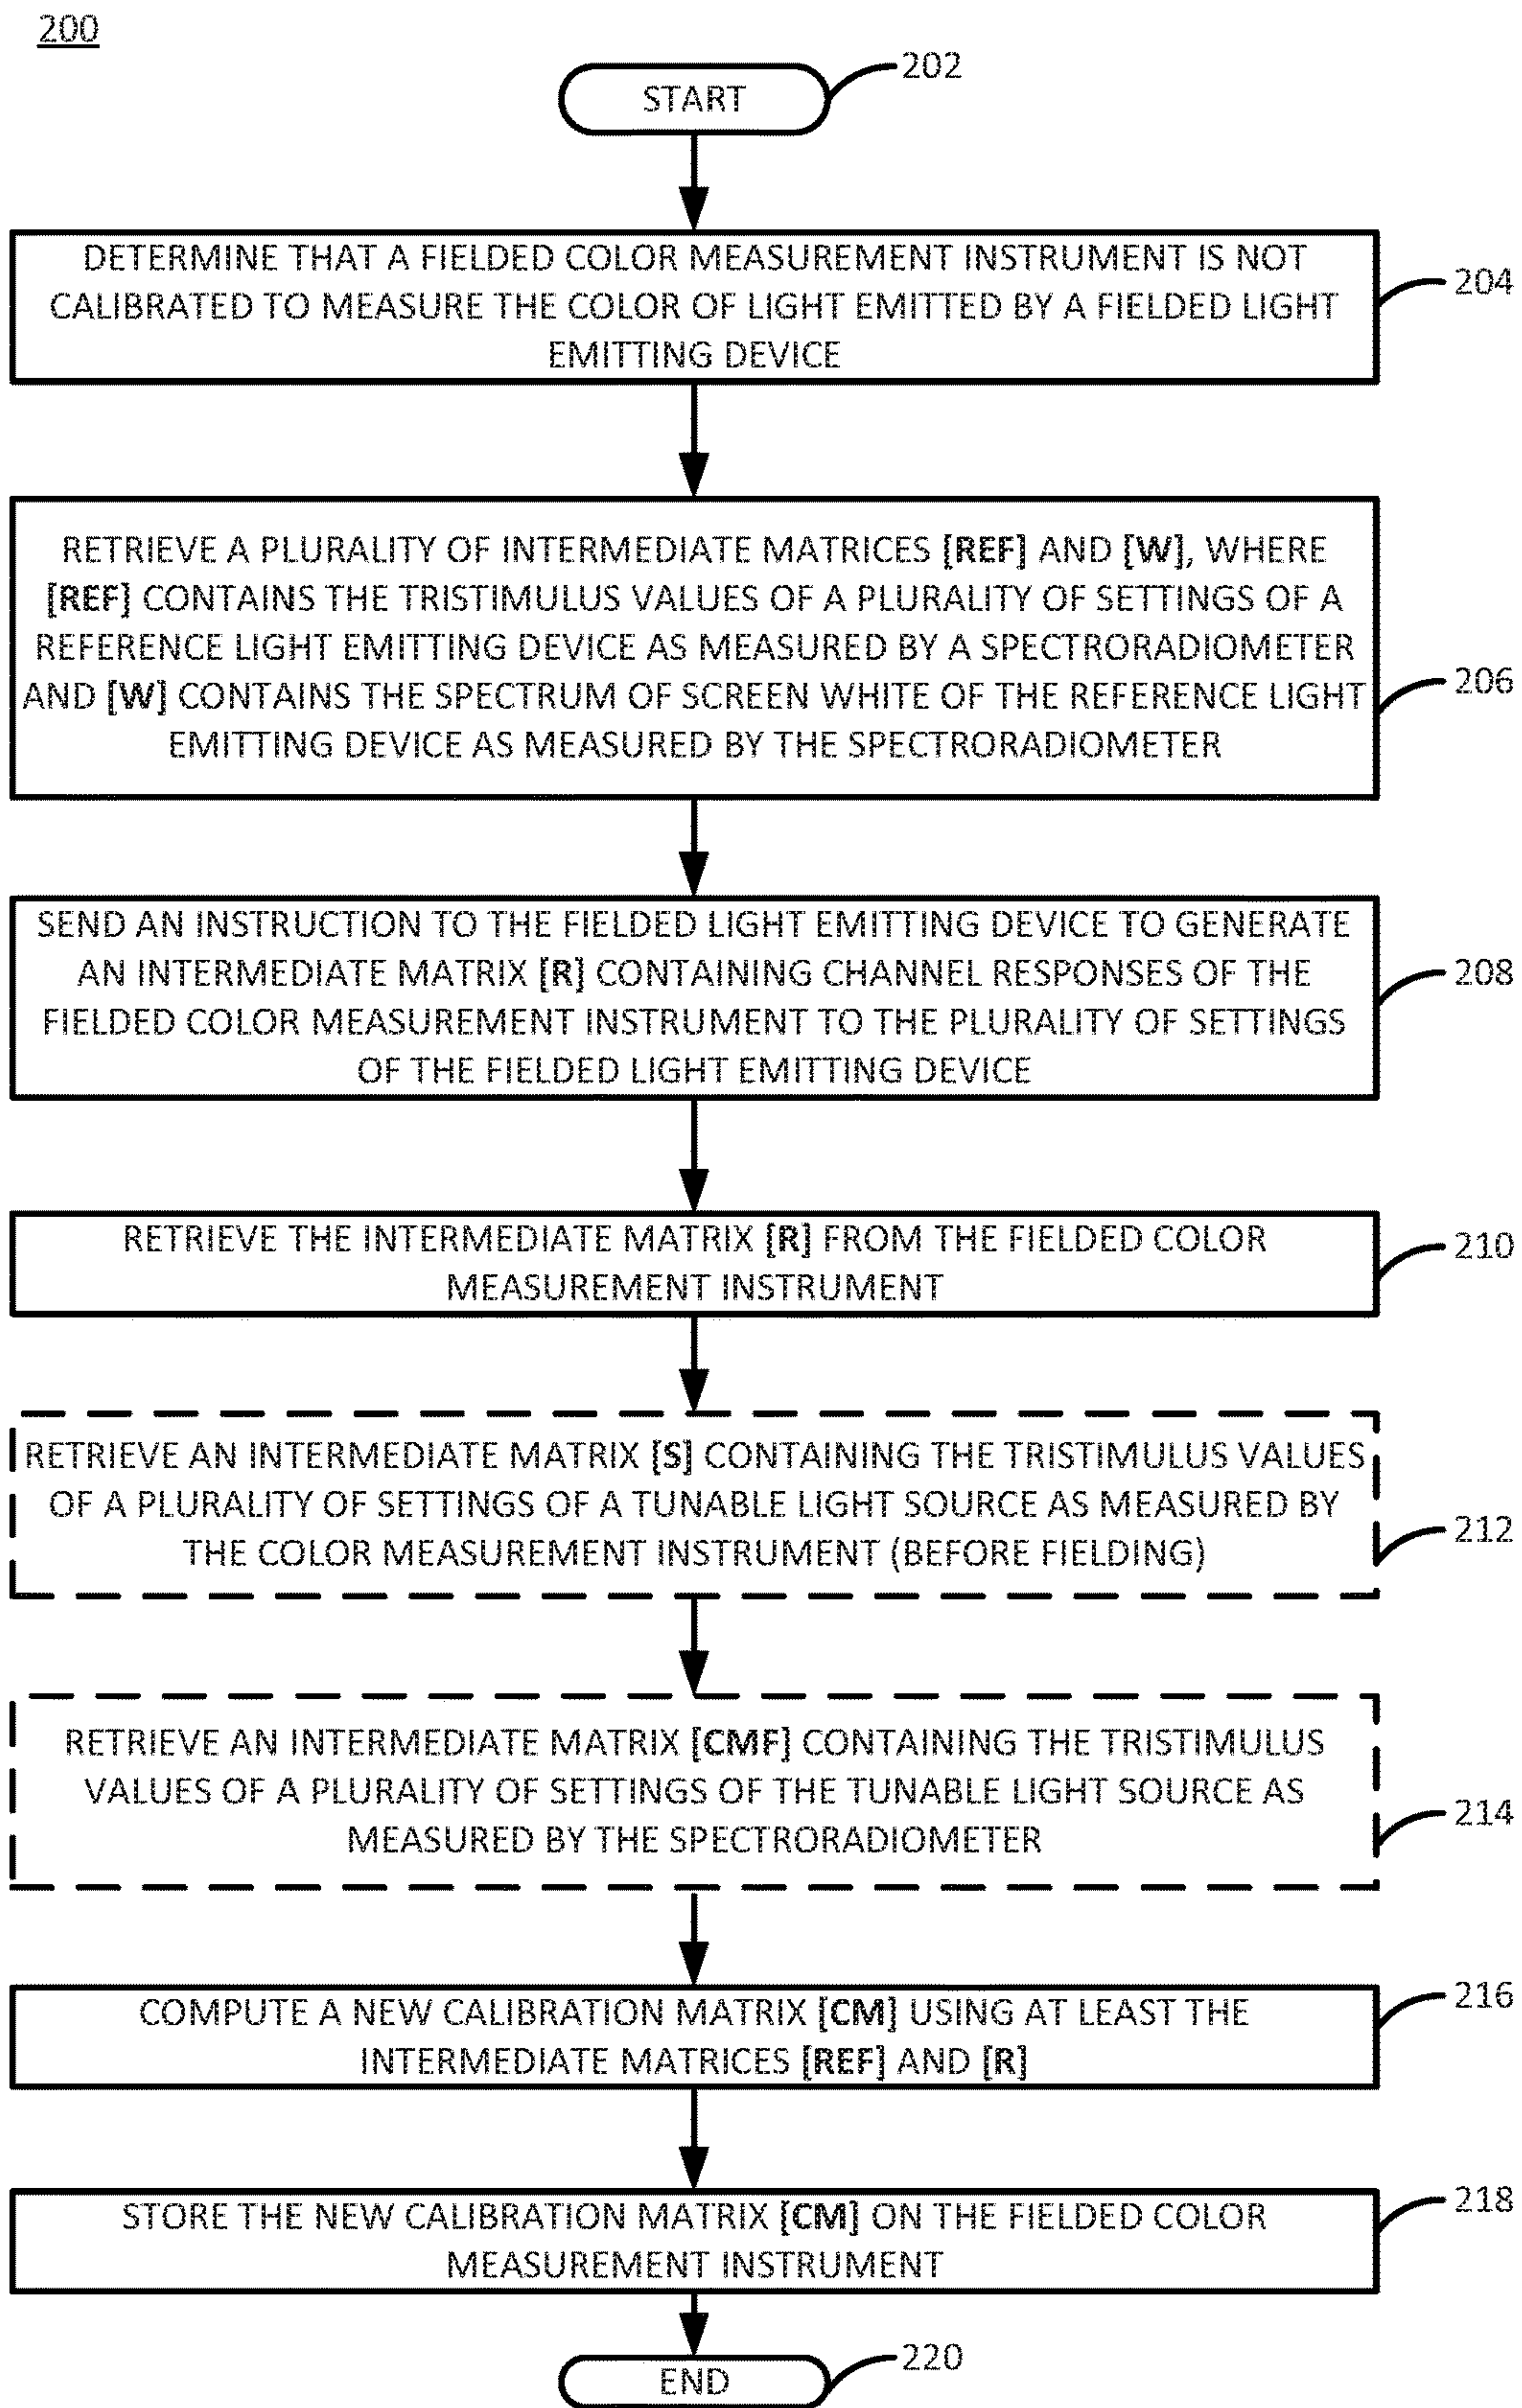 200
START
202
DETERMINE THAT A FIELDED COLOR MEASUREMENT INSTRUMENT IS NOT
CALIBRATED TO MEASURE THE COLOR OF LIGHT EMITTED BY A FIELDED LIGHT
EMITTING DEVICE
204
RETRIEVE A PLURALITY OF INTERMEDIATE MATRICES [REF] AND [W], WHERE
[REF] CONTAINS THE TRISTIMULUS VALUES OF A PLURALITY OF SETTINGS OF A
REFERENCE LIGHT EMITTING DEVICE AS MEASURED BY A SPECTRORADIOMETER
AND [W] CONTAINS THE SPECTRUM OF SCREEN WHITE OF THE REFERENCE LIGHT
EMITTING DEVICE AS MEASURED BY THE SPECTRORADIOMETER
206
SEND AN INSTRUCTION TO THE FIELDED LIGHT EMITTING DEVICE TO GENERATE
AN INTERMEDIATE MATRIX [R] CONTAINING CHANNEL RESPONSES OF THE
FIELDED COLOR MEASUREMENT INSTRUMENT TO THE PLURALITY OF SETTINGS
OF THE FIELDED LIGHT EMITTING DEVICE
208
RETRIEVE THE INTERMEDIATE MATRIX [R] FROM THE FIELDED COLOR
MEASUREMENT INSTRUMENT
210
RETRIEVE AN INTERMEDIATE MATRIX [S] CONTAINING THE TRISTIMULUS VALUES
OF A PLURALITY OF SETTINGS OF A TUNABLE LIGHT SOURCE AS MEASURED BY
THE COLOR MEASUREMENT INSTRUMENT (BEFORE FIELDING)
212
RETRIEVE AN INTERMEDIATE MATRIX [CMF] CONTAINING THE TRISTIMULUS
VALUES OF A PLURALITY OF SETTINGS OF THE TUNABLE LIGHT SOURCE AS
MEASURED BY THE SPECTRORADIOMETER
214
COMPUTE A NEW CALIBRATION MATRIX [CM] USING AT LEAST THE
INTERMEDIATE MATRICES [REF] AND [R]
216
STORE THE NEW CALIBRATION MATRIX [CM] ON THE FIELDED COLOR
MEASUREMENT INSTRUMENT
218
END
220